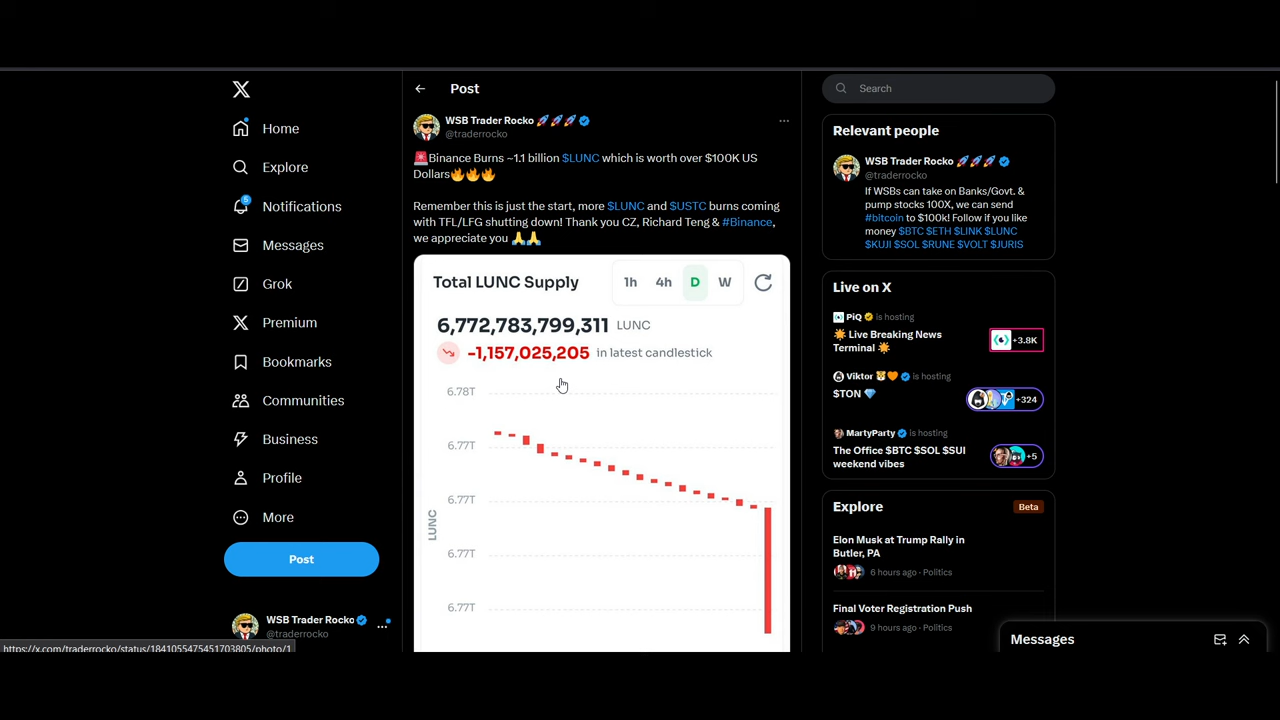 Home
Explore
5
Notifications
Messages
Grok
Premium
Bookmarks
Communities
Business
Profile
More
Post
WSB Trader Rocko
@traderrocko
https://x.com/traderrocko/status/1841055475451703805/photo/1
Post
WSB Trader Rocko 🚀🚀🚀
@traderrocko
🚨Binance Burns ~1.1 billion $LUNC which is worth over $100K US
Dollars🔥🔥🔥
Remember this is just the start, more $LUNC and $USTC burns coming
with TFL/LFG shutting down! Thank you CZ, Richard Teng & #Binance,
we appreciate you 🙏🙏
Total LUNC Supply
1h 4h D W
6,772,783,799,311 LUNC
-1,157,025,205 in latest candlestick
6.78T
6.77T
6.77T
6.77T
6.77T
LUNC
Search
Relevant people
WSB Trader Rocko 🚀🚀🚀
@traderrocko
If WSBs can take on Banks/Govt. &
pump stocks 100X, we can send
#bitcoin to $100k! Follow if you like
money $BTC $ETH $LINK $LUNC
$KUJI $SOL $RUNE $VOLT $JURIS
Live on X
PiQ is hosting
☀️ Live Breaking News
Terminal ☀️
+3.8K
Viktor 🐹🧡 is hosting
$TON 💎
+324
MartyParty is hosting
The Office $BTC $SOL $SUI
weekend vibes
+5
Explore
Beta
Elon Musk at Trump Rally in
Butler, PA
6 hours ago · Politics
Final Voter Registration Push
9 hours ago · Politics
Messages